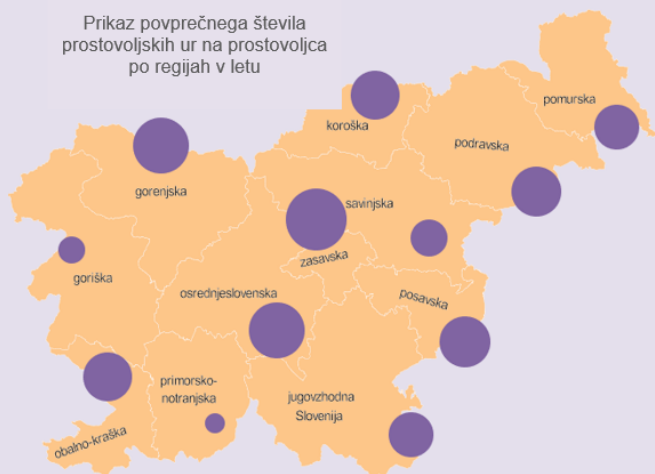 Prikaz povprečnega števila
prostovoljskih ur na prostovoljca
po regijah v letu
pomurska
koroška
podravska
gorenjska
savinjska
zasavska
goriška
osrednjeslovenska
posavska
primorsko-
notranjska
jugovzhodna
Slovenija
obalno-kraška